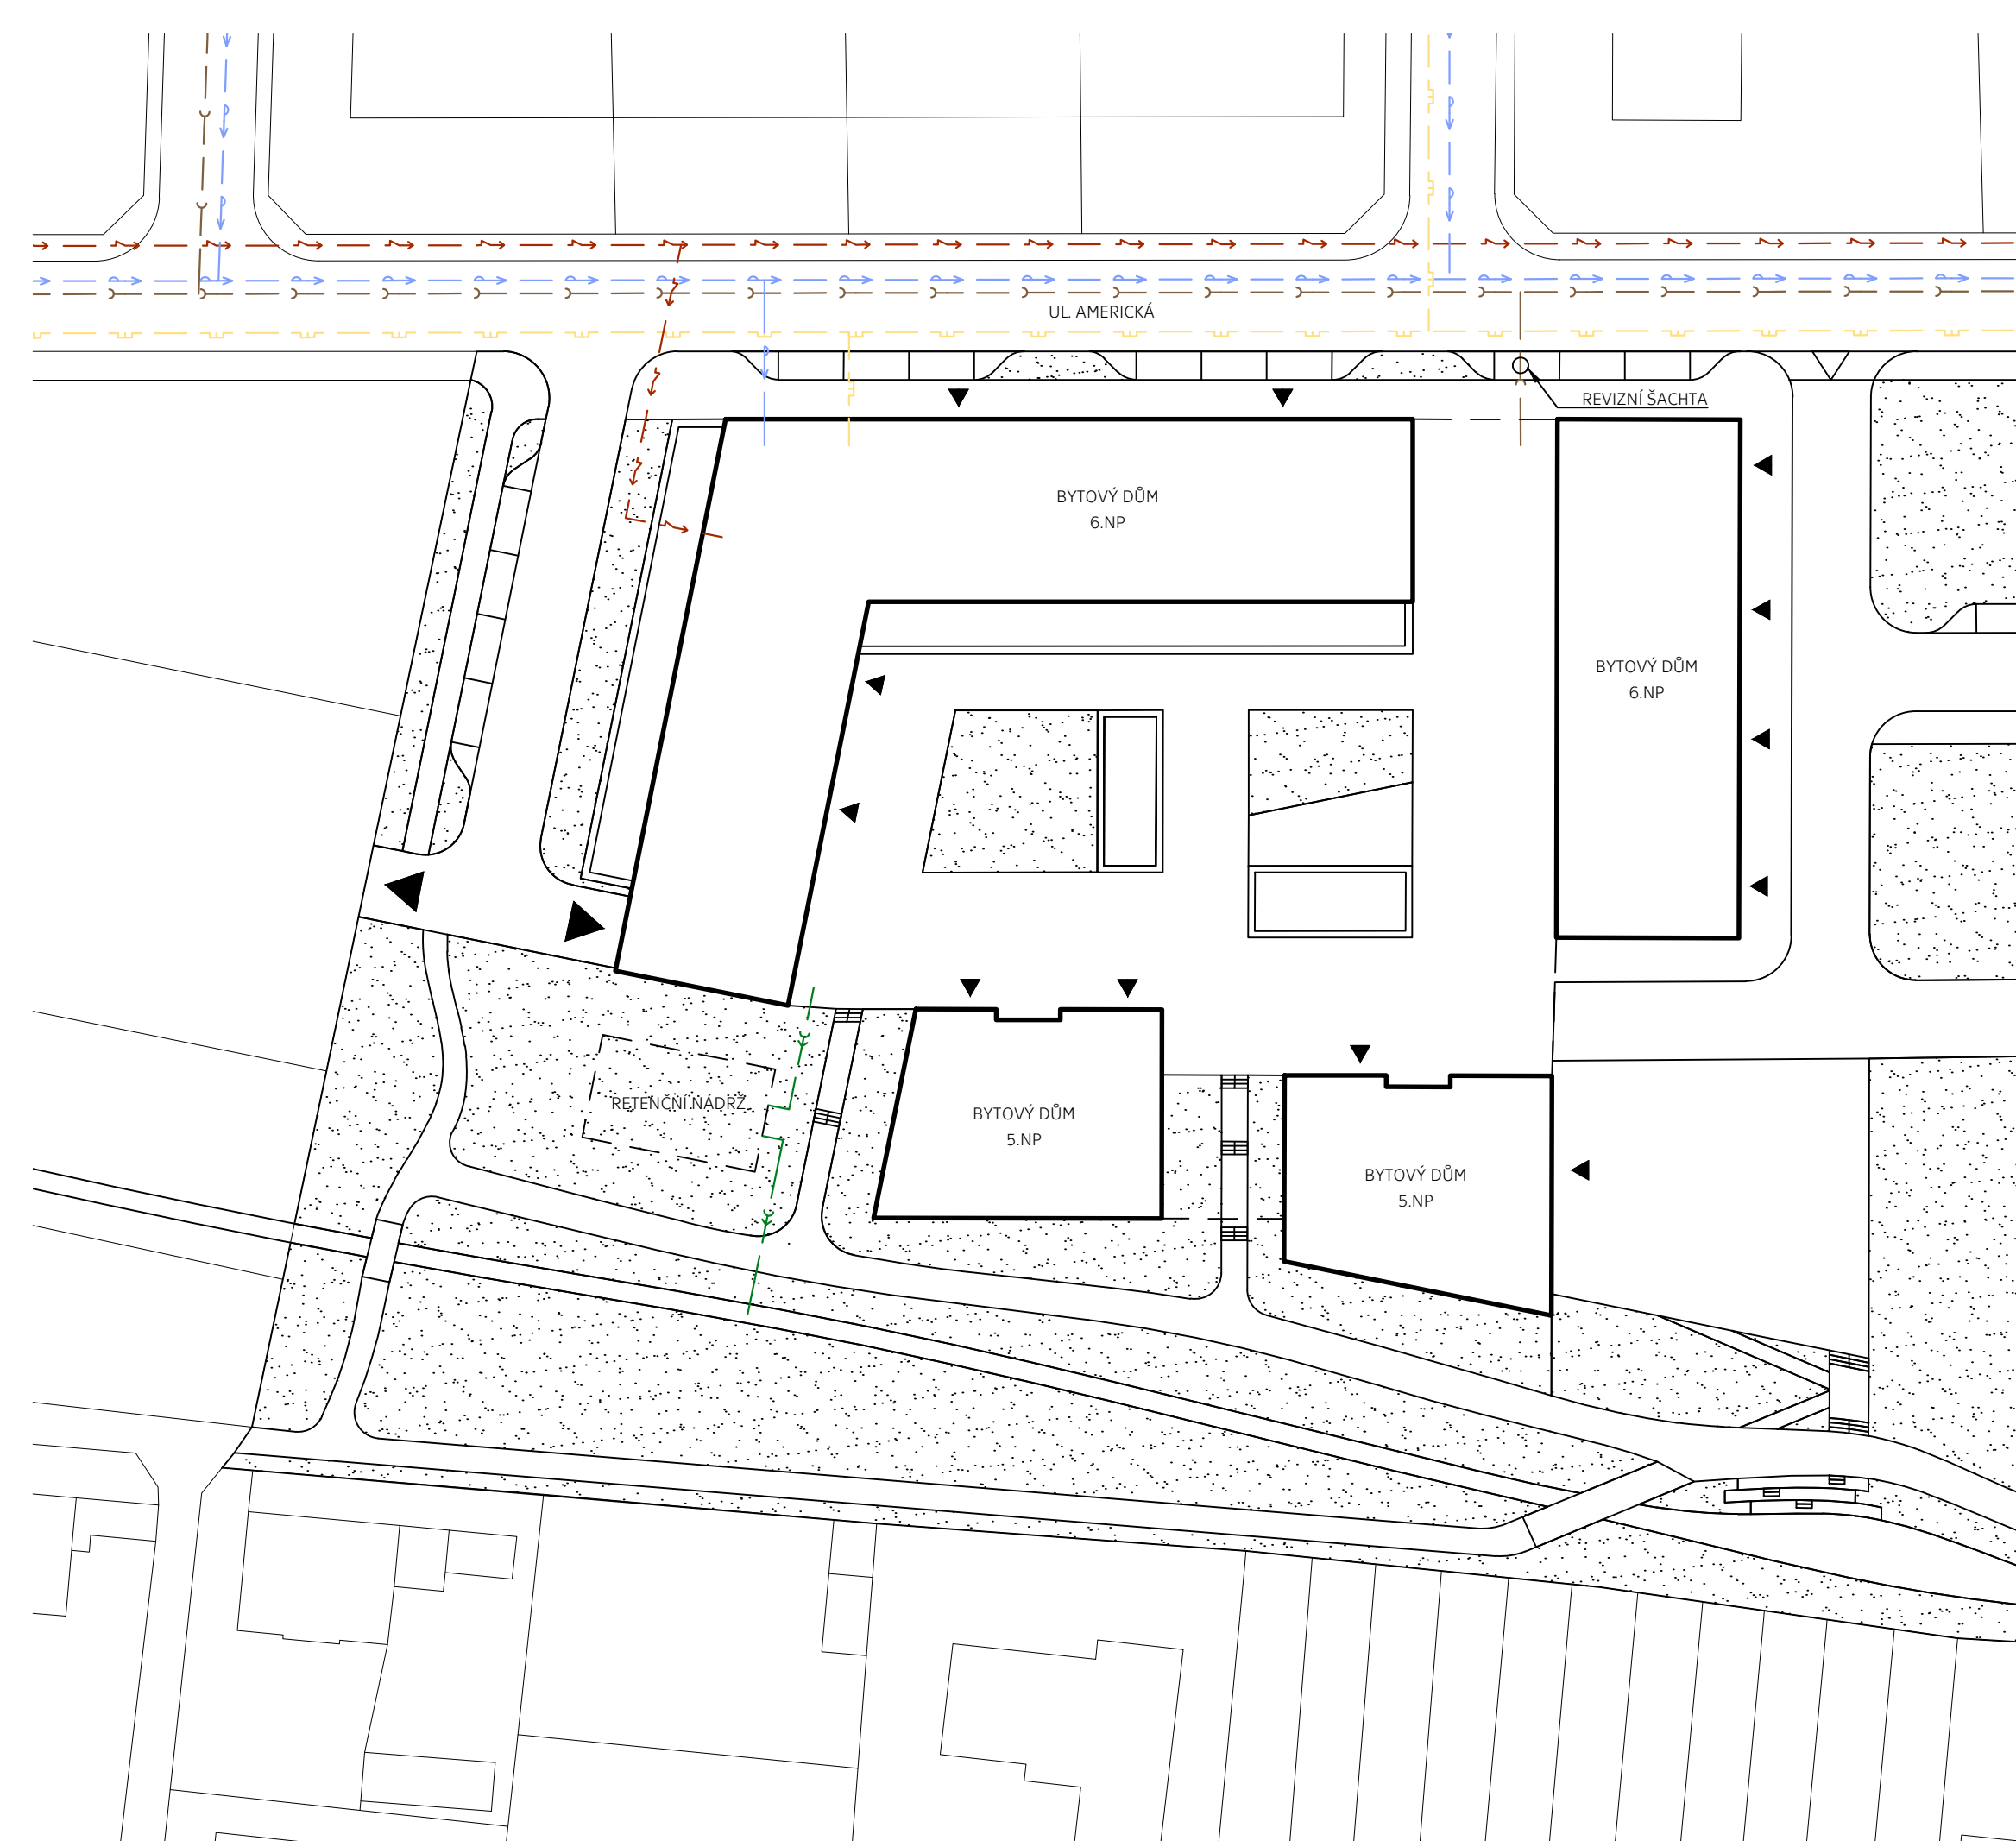 UL. AMERICKÁ
REVIZNÍ ŠACHTA
BYTOVÝ DŮM
6.NP
BYTOVÝ DŮM
6.NP
RETENČNÍ NÁDRŽ
BYTOVÝ DŮM
5.NP
BYTOVÝ DŮM
5.NP